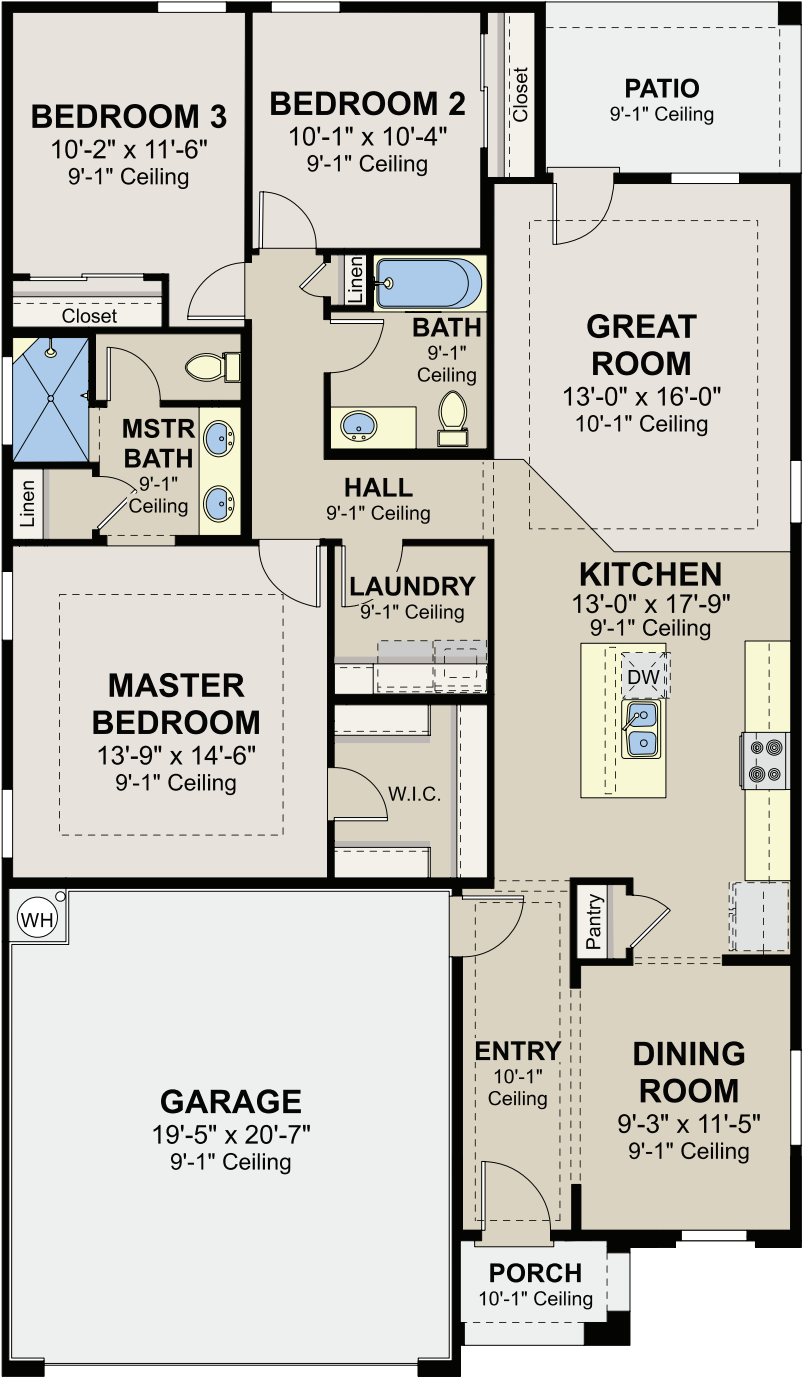 BEDROOM 3
10'-2" x 11'-6"
9'-1" Ceiling
BEDROOM 2
10'-1" x 10'-4"
9'-1" Ceiling
Closet
PATIO
9'-1" Ceiling
Closet
Linen
BATH
9'-1"
Ceiling
GREAT
ROOM
13'-0" x 16'-0"
10'-1" Ceiling
MSTR
BATH
9'-1"
Ceiling
Linen
HALL
9'-1" Ceiling
LAUNDRY
9'-1" Ceiling
KITCHEN
13'-0" x 17'-9"
9'-1" Ceiling
DW
MASTER
BEDROOM
13'-9" x 14'-6"
9'-1" Ceiling
W.I.C.
WH
Pantry
ENTRY
10'-1"
Ceiling
DINING
ROOM
9'-3" x 11'-5"
9'-1" Ceiling
GARAGE
19'-5" x 20'-7"
9'-1" Ceiling
PORCH
10'-1" Ceiling